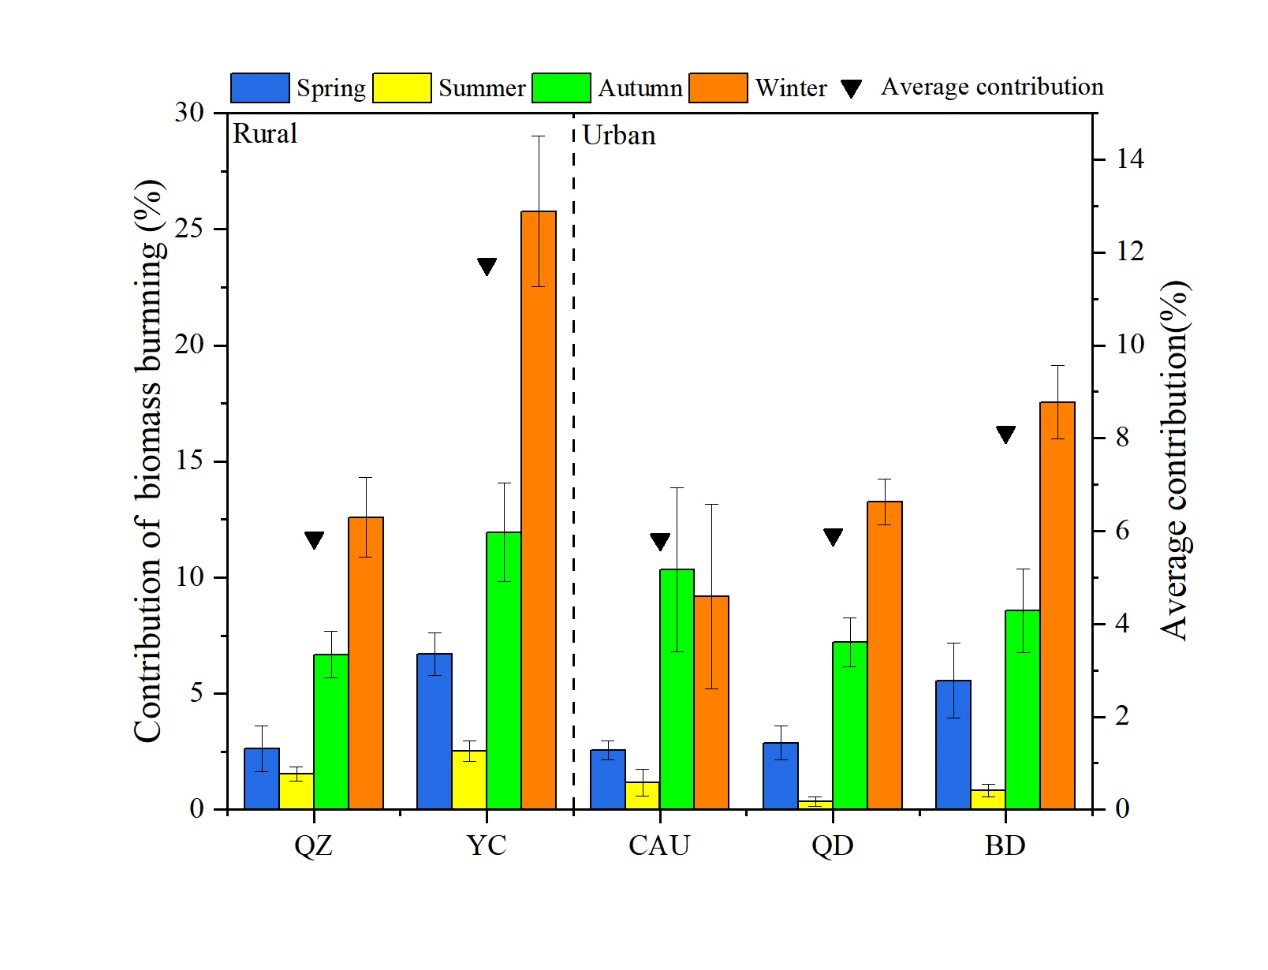 Spring Summer Autumn Winter Average contribution
Rural
Urban
Contribution of biomass burnning (%)
30
25
20
15
10
5
0
14
12
10
8
6
4
2
0
Average contribution(%)
QZ YC CAU QD BD